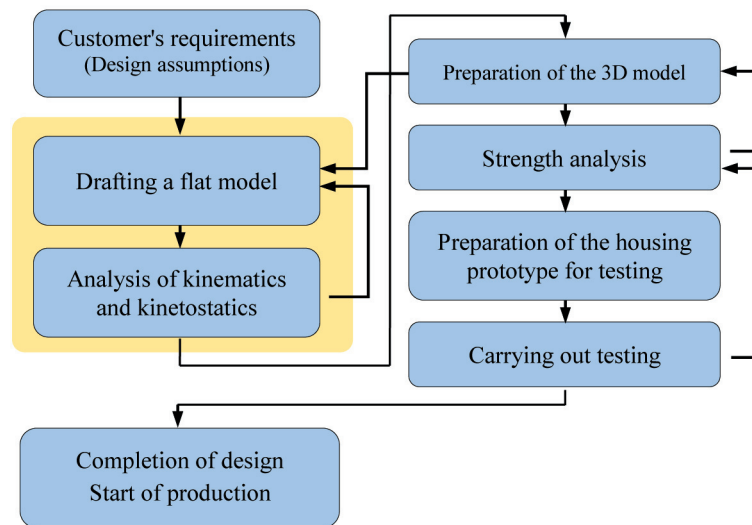 Customer's requirements
(Design assumptions)
Drafting a flat model
Analysis of kinematics
and kinetostatics
Preparation of the 3D model
Strength analysis
Preparation of the housing
prototype for testing
Carrying out testing
Completion of design
Start of production